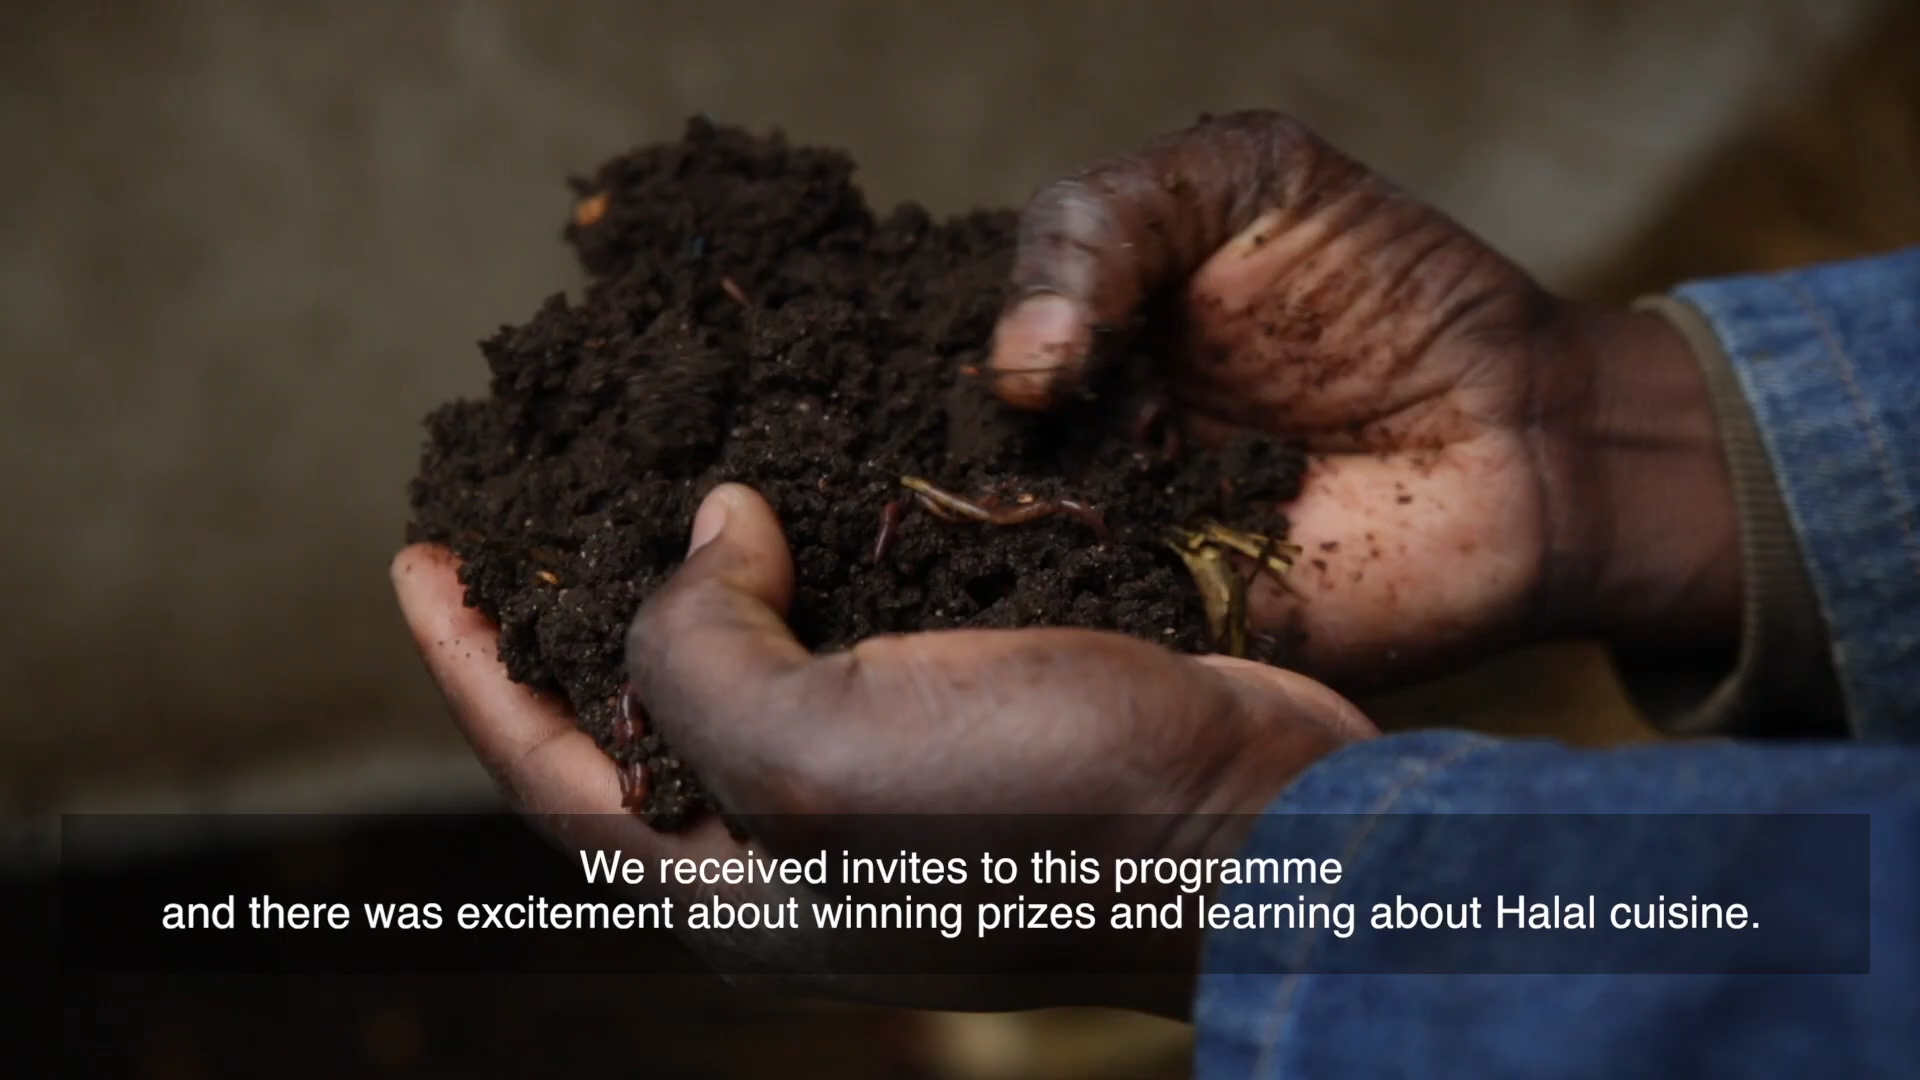 We received invites to this programme
and there was excitement about winning prizes and learning about Halal cuisine.